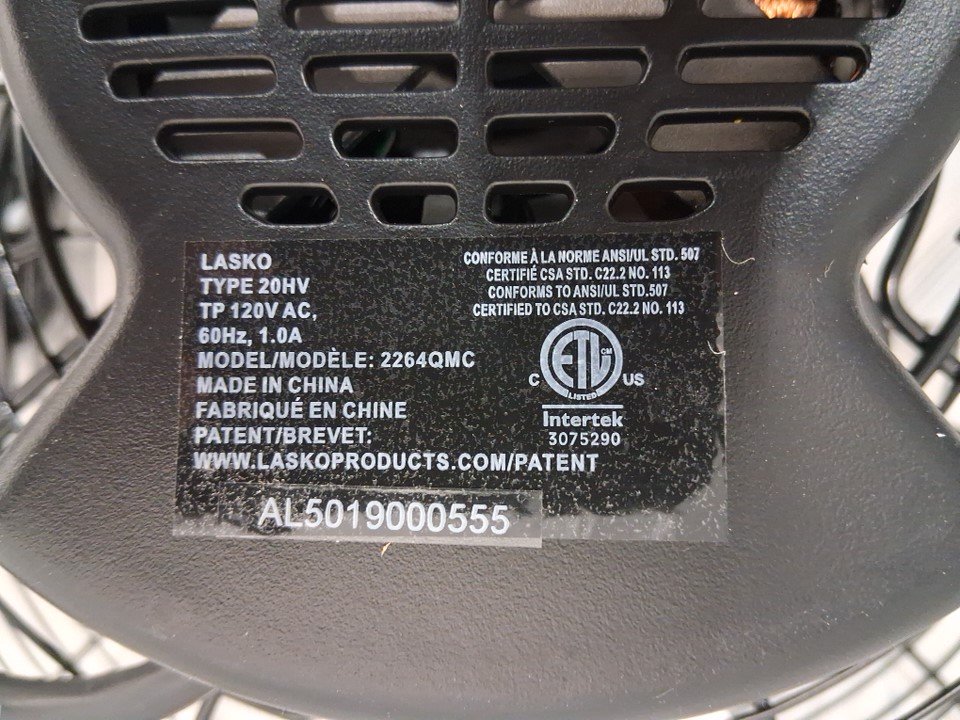 LASKO
TYPE 20HV
TP 120V AC,
60Hz, 1.0A
MODEL/MODÈLE: 2264QMC
MADE IN CHINA
FABRIQUÉ EN CHINE
PATENT/BREVET:
WWW.LASKOPRODUCTS.COM/PATENT
CONFORME À LA NORME ANSI/UL STD. 507
CERTIFIÉ CSA STD. C22.2 NO. 113
CONFORMS TO ANSI/UL STD.507
CERTIFIED TO CSA STD. C22.2 NO. 113
ETL CM
C US
LISTED
Intertek
3075290
AL5019000555